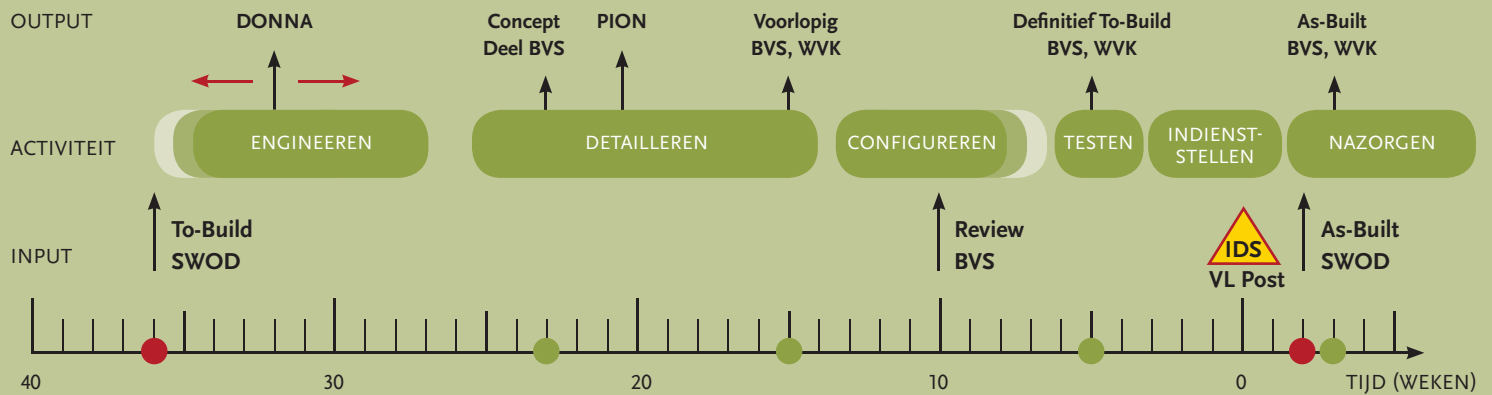 OUTPUT
DONNA
Concept
Deel BVS
PION
Voorlopig
BVS, WVK
Definitief To-Build
BVS, WVK
As-Built
BVS, WVK
ACTIVITEIT
ENGINEEREN
DETAILLEREN
CONFIGUREREN
TESTEN
INDIENST-
STELLEN
NAZORGEN
INPUT
To-Build
SWOD
Review
BVS
IDS
VL Post
As-Built
SWOD
40
30
20
10
0
TIJD (WEKEN)